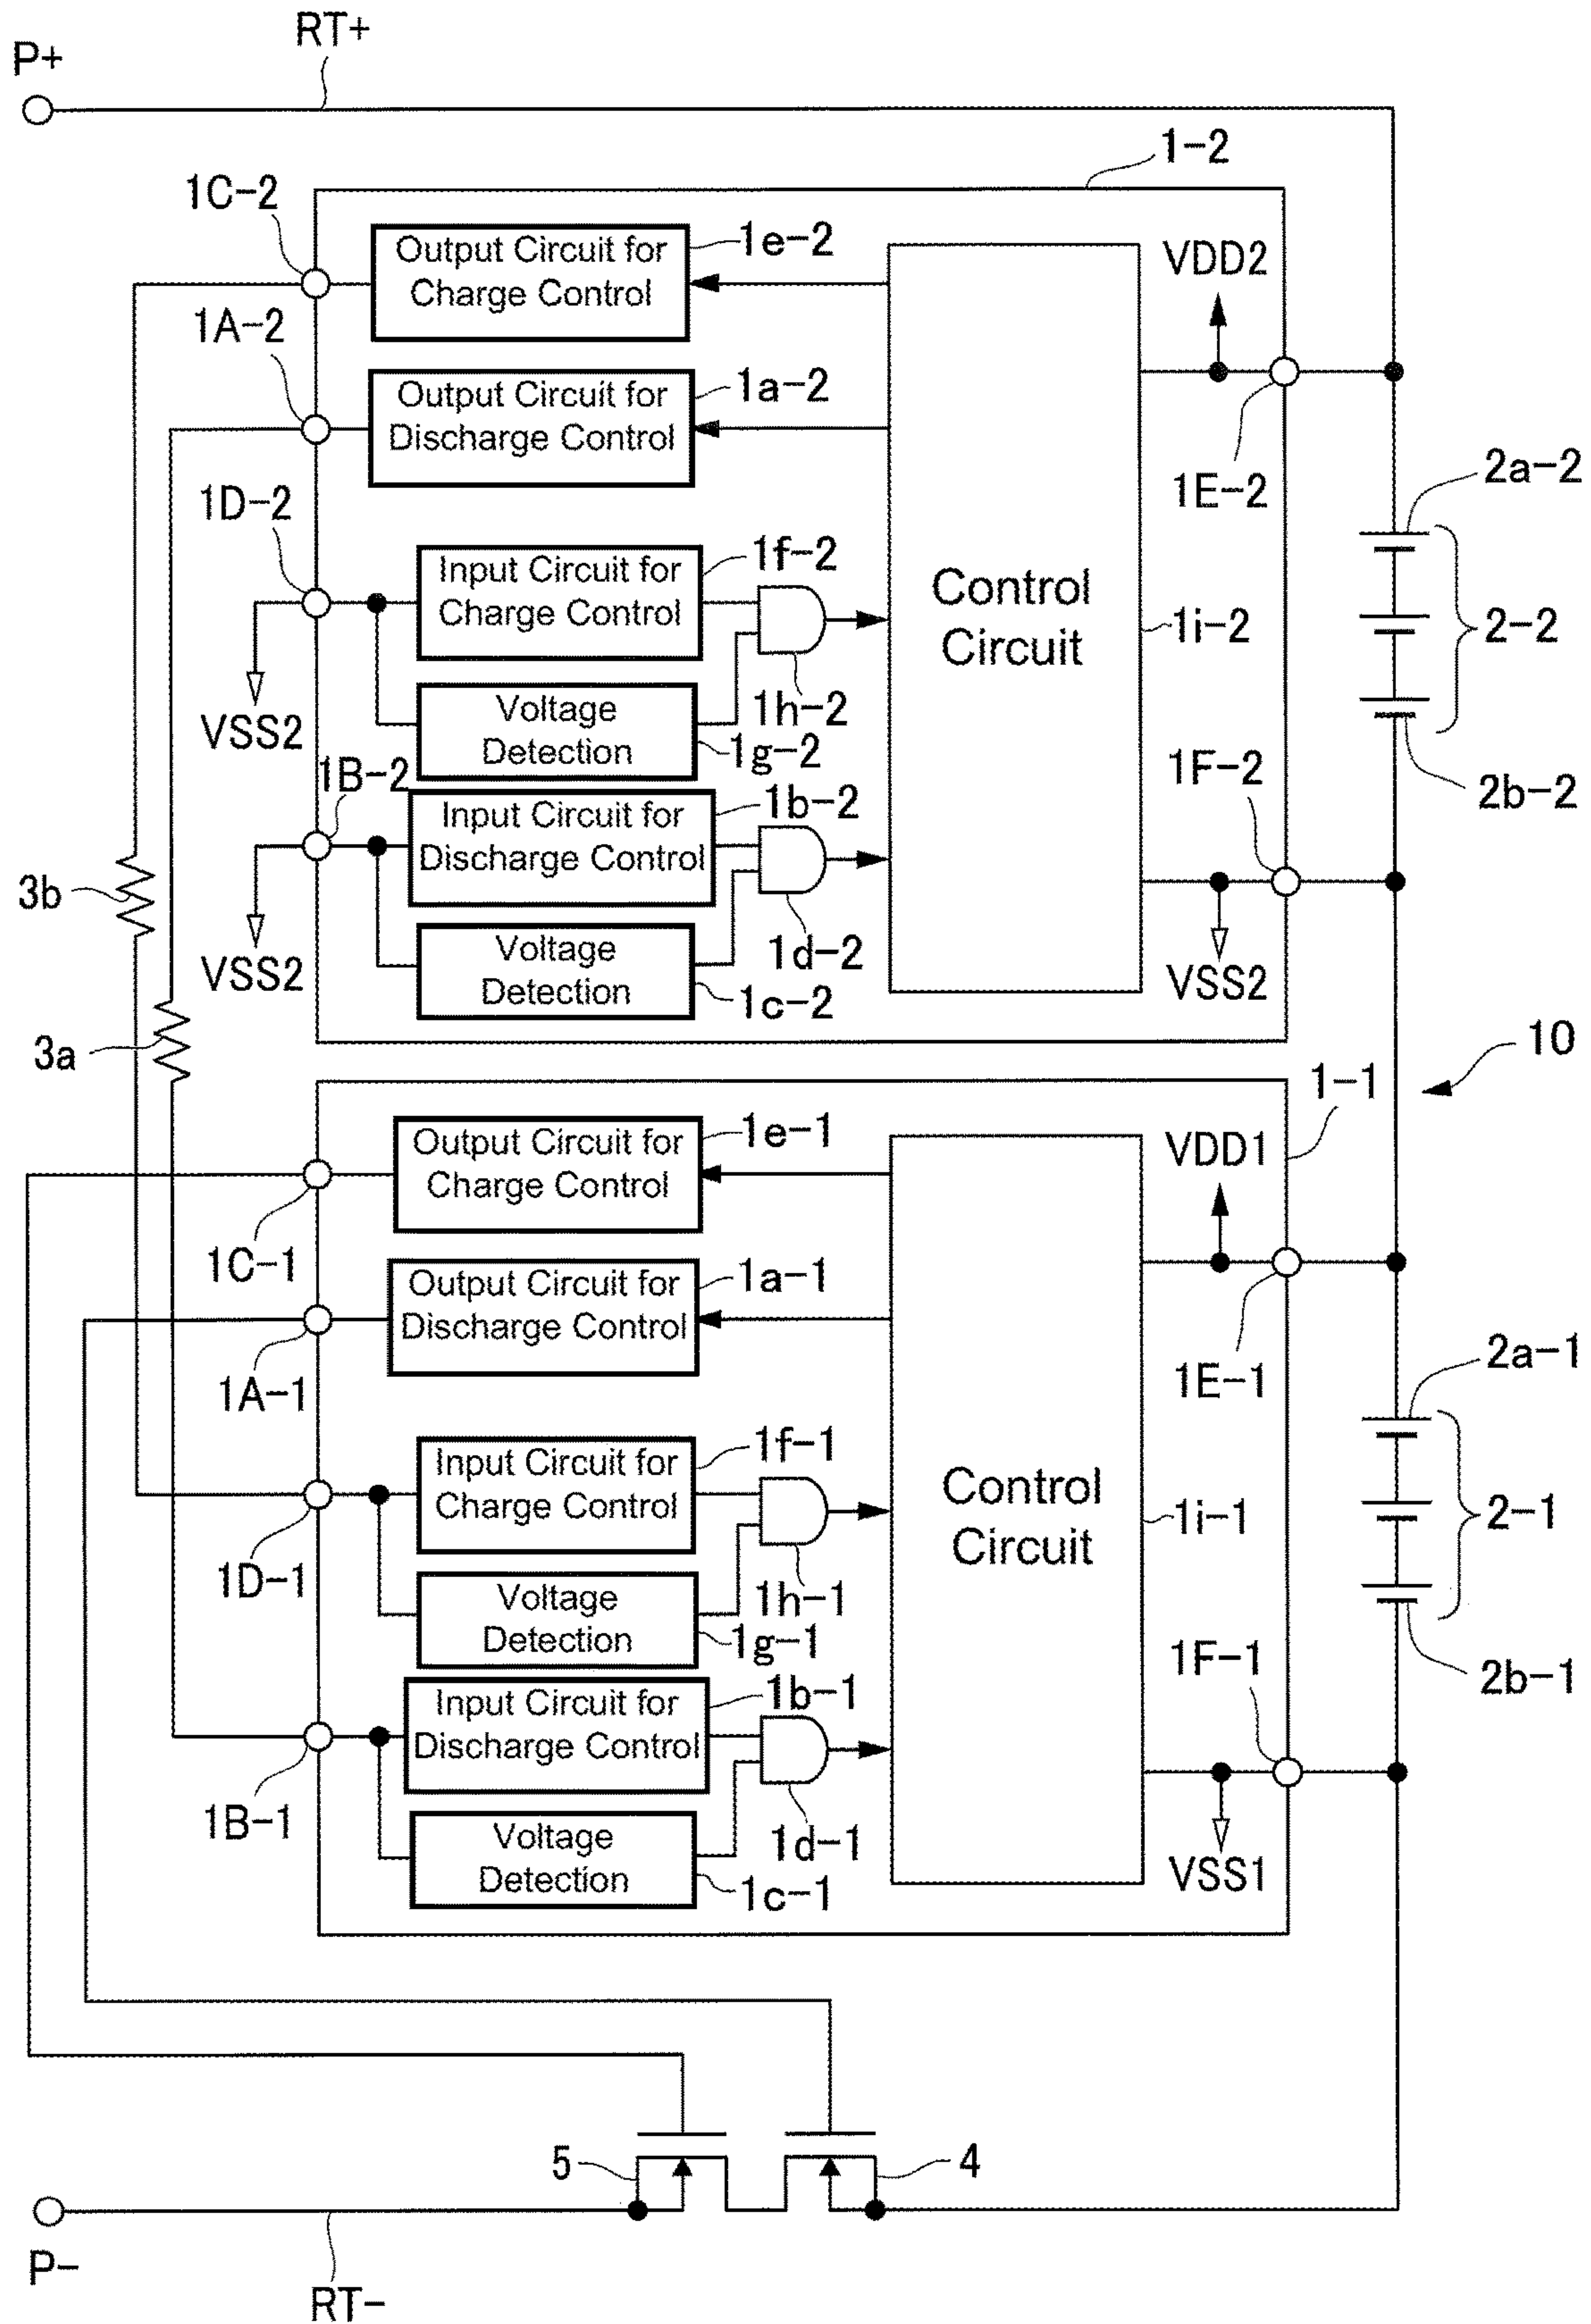 RT+
P+
1-2
1C-2
Output Circuit for
Charge Control
1e-2
VDD2
1A-2
Output Circuit for
Discharge Control
1a-2
1E-2
2a-2
1D-2
Input Circuit for
Charge Control
1f-2
Control
Circuit
1i-2
2-2
VSS2
Voltage
Detection
1h-2
1g-2
1B-2
1F-2
2b-2
Input Circuit for
Discharge Control
1b-2
3b
VSS2
Voltage
Detection
1d-2
1c-2
VSS2
3a
10
1-1
Output Circuit for
Charge Control
1e-1
VDD1
1C-1
Output Circuit for
Discharge Control
1a-1
1A-1
1E-1
2a-1
Input Circuit for
Charge Control
1f-1
Control
Circuit
1i-1
2-1
1D-1
Voltage
Detection
1h-1
1g-1
1F-1
2b-1
Input Circuit for
Discharge Control
1b-1
1B-1
Voltage
Detection
1d-1
1c-1
VSS1
5
4
P-
RT-